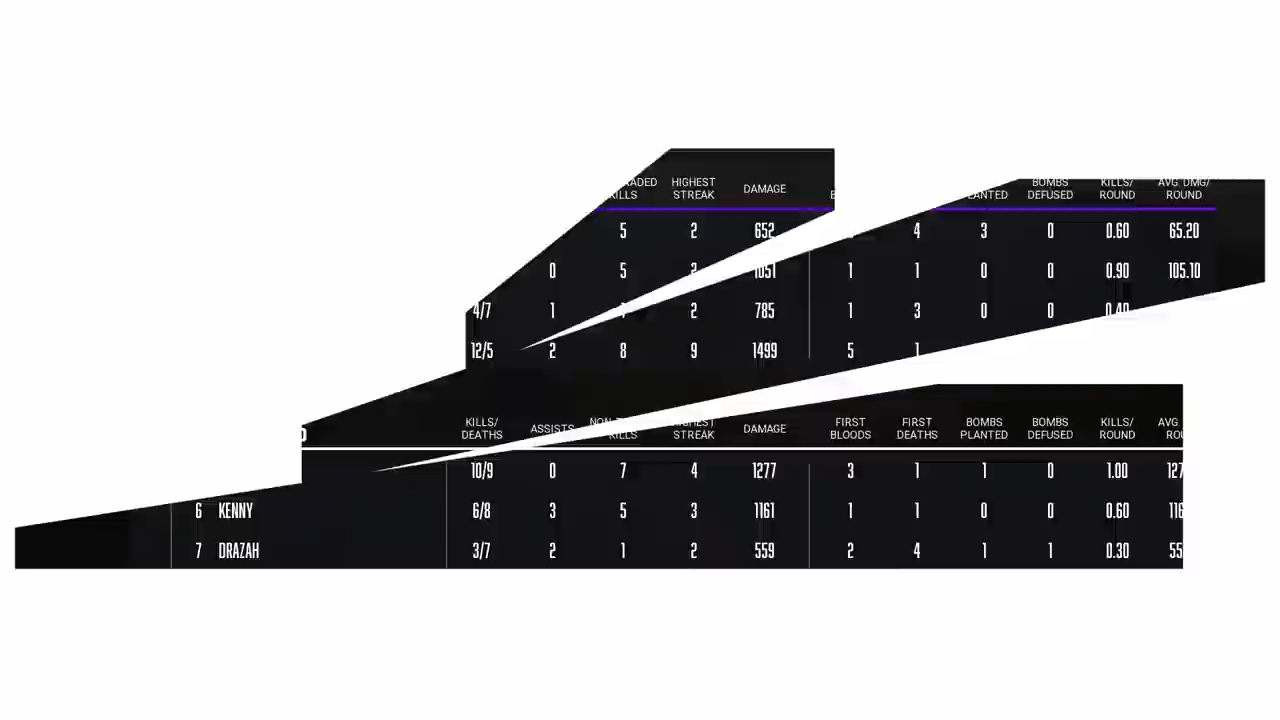 HIGHEST STREAK DAMAGE BOMBS DEFUSED KILLS/ ROUND AVG. DMG/ ROUND
5 2 652 4 3 0 0.60 65.20
0 5 1051 1 1 0 0 0.90 105.10
4/7 1 2 785 1 3 0 0
12/5 2 8 9 1499 5 1
KILLS/ DEATHS ASSISTS KILLS STREAK DAMAGE FIRST BLOODS FIRST DEATHS BOMBS PLANTED BOMBS DEFUSED KILLS/ ROUND
10/9 0 7 4 1277 3 1 1 0 1.00
6 KENNY 6/8 3 5 3 1161 1 1 0 0 0.60
7 DRAZAH 3/7 2 1 2 559 2 4 1 1 0.30